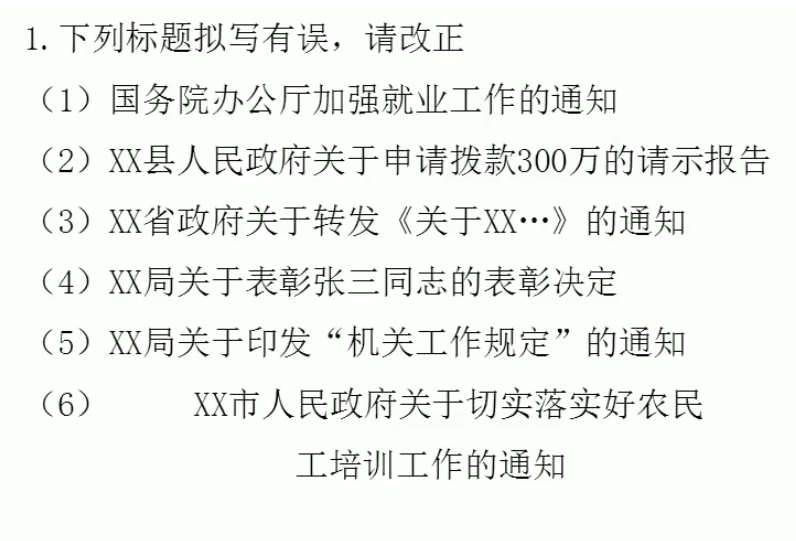 1.下列标题拟写有误，请改正
（1）国务院办公厅加强就业工作的通知
（2）XX县人民政府关于申请拨款300万的请示报告
（3）XX省政府关于转发《关于XX…》的通知
（4）XX局关于表彰张三同志的表彰决定
（5）XX局关于印发“机关工作规定”的通知
（6） XX市人民政府关于切实落实好农民
工培训工作的通知